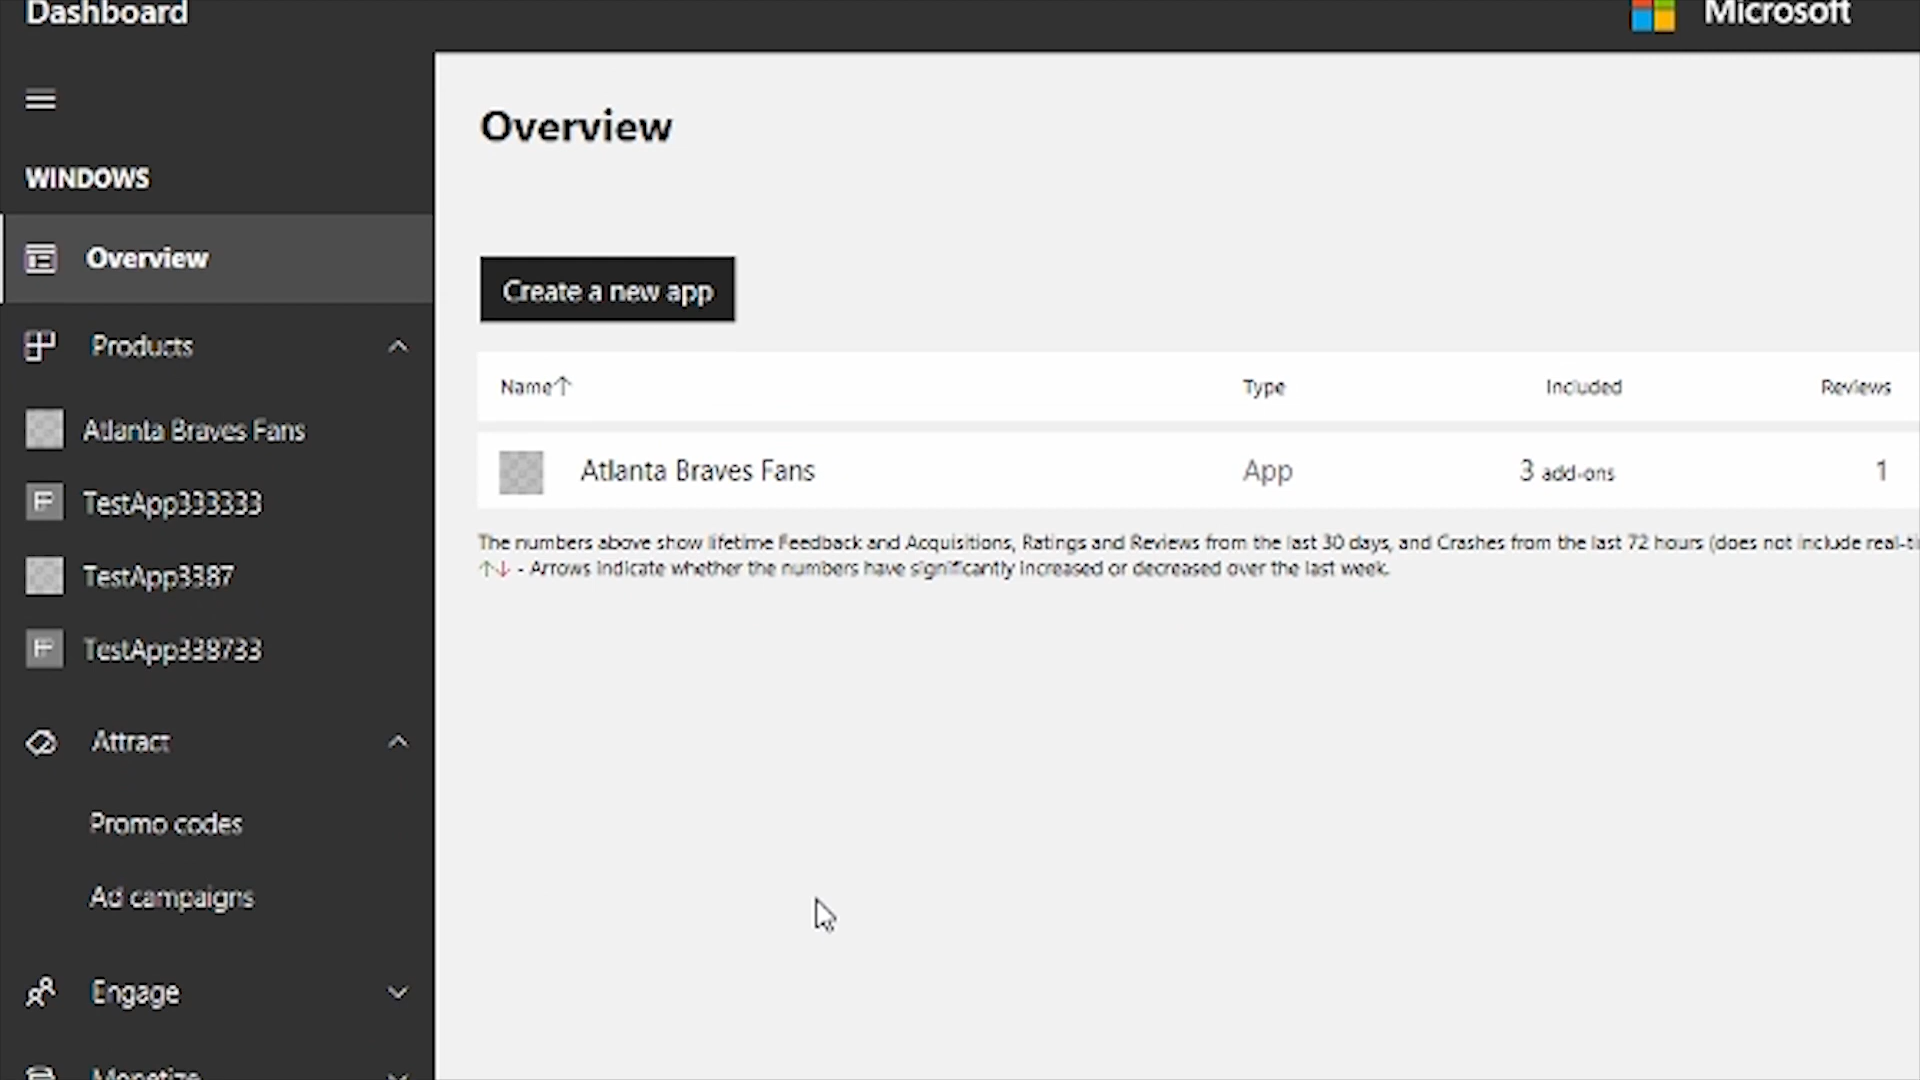 Dashboard
Microsoft
WINDOWS
Overview
Products
Atlanta Braves Fans
TestApp333333
TestApp3387
TestApp338733
Attract
Promo codes
Ad campaigns
Engage
Monetize
Overview
Create a new app
Name↑ Type Included Reviews
Atlanta Braves Fans App 3 add-ons 1
The numbers above show lifetime Feedback and Acquisitions, Ratings and Reviews from the last 30 days, and Crashes from the last 72 hours (does not include real-ti
↑↓ - Arrows indicate whether the numbers have significantly increased or decreased over the last week.